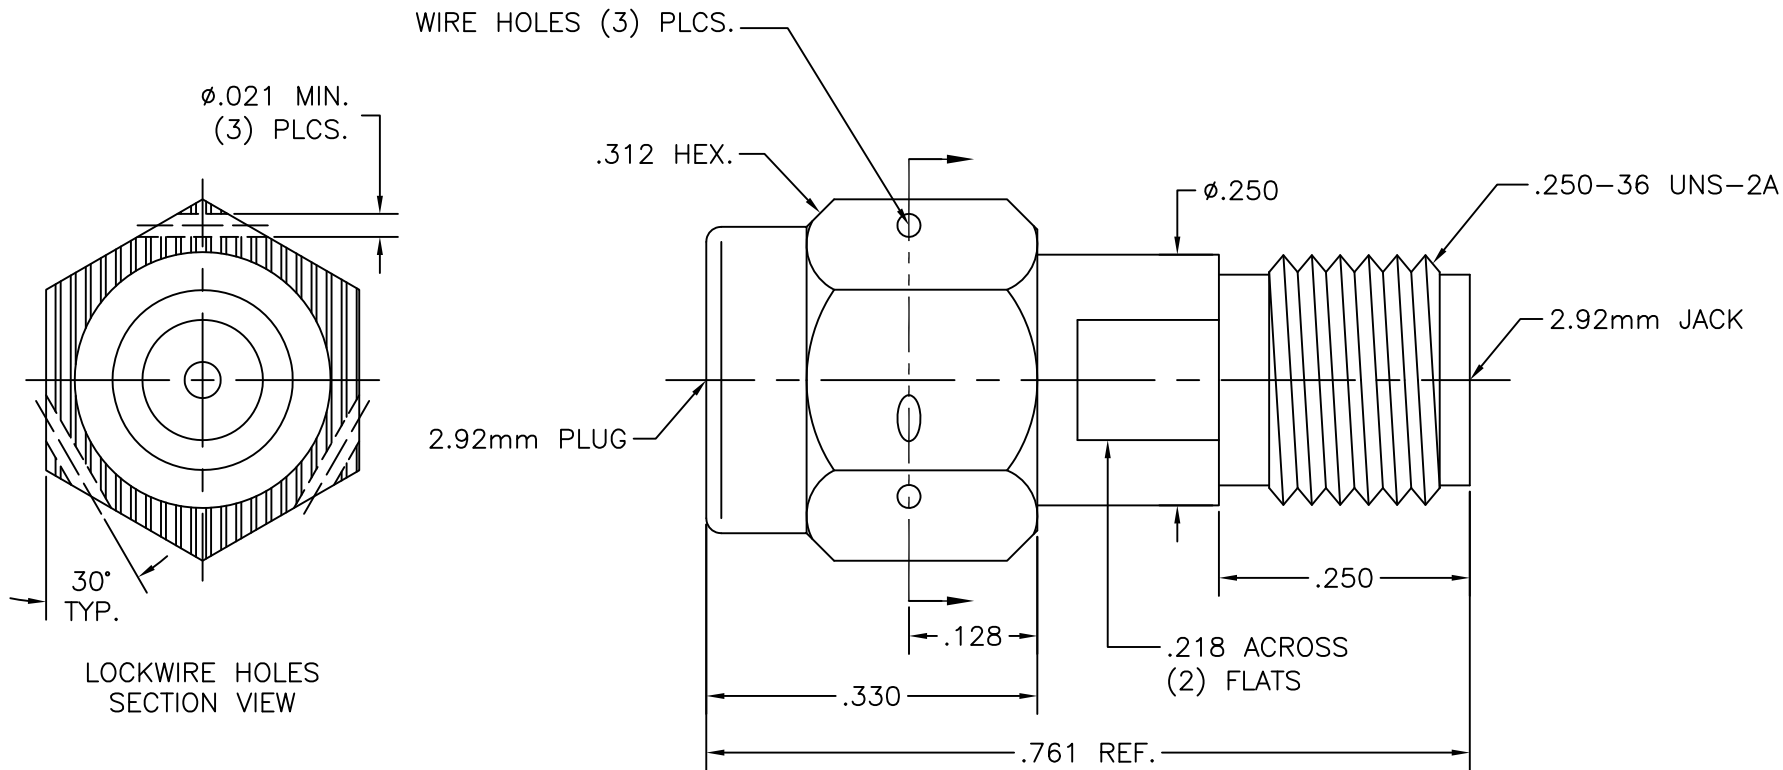 WIRE HOLES (3) PLCS.
ø.021 MIN.
(3) PLCS.
.312 HEX.
ø.250
.250-36 UNS-2A
2.92mm JACK
2.92mm PLUG
30°
TYP.
.250
.128
.218 ACROSS
(2) FLATS
LOCKWIRE HOLES
SECTION VIEW
.330
.761 REF.